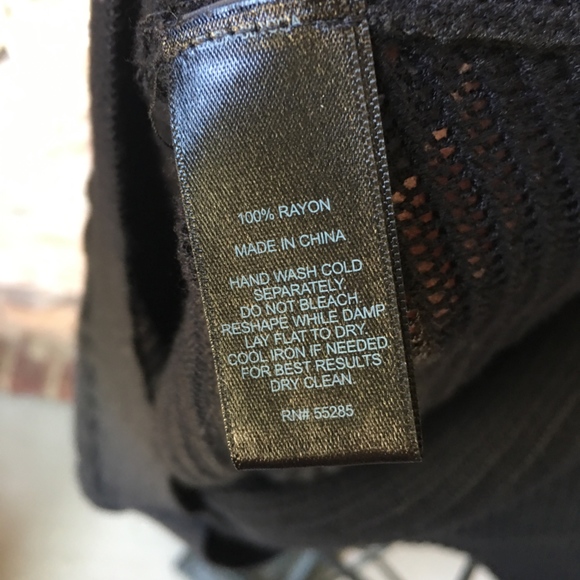 100% RAYON
MADE IN CHINA
HAND WASH COLD
SEPARATELY.
DO NOT BLEACH.
RESHAPE WHILE DAMP
LAY FLAT TO DRY.
COOL IRON IF NEEDED.
FOR BEST RESULTS
DRY CLEAN
RN# 55285